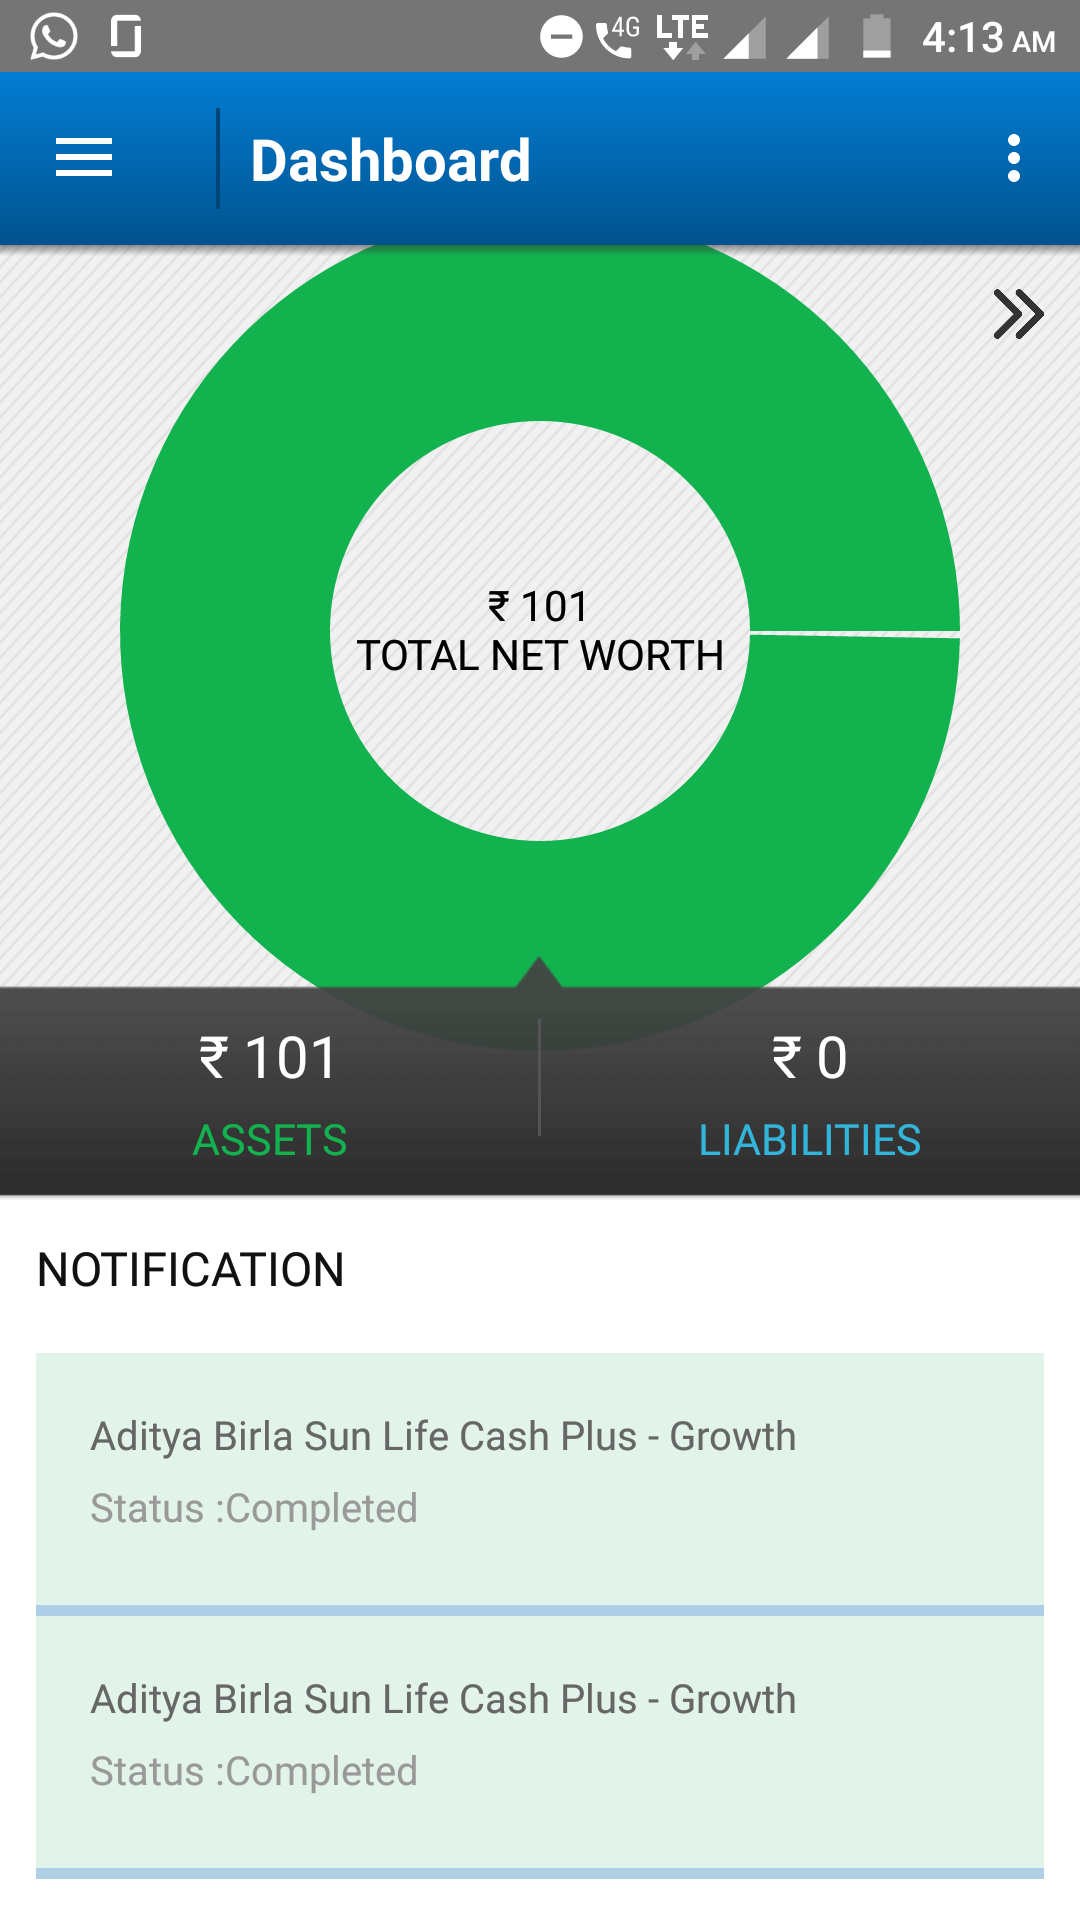 4G LTE 4:13 AM
Dashboard
₹ 101
TOTAL NET WORTH
₹ 101 ₹ 0
ASSETS LIABILITIES
NOTIFICATION
Aditya Birla Sun Life Cash Plus - Growth
Status :Completed
Aditya Birla Sun Life Cash Plus - Growth
Status :Completed